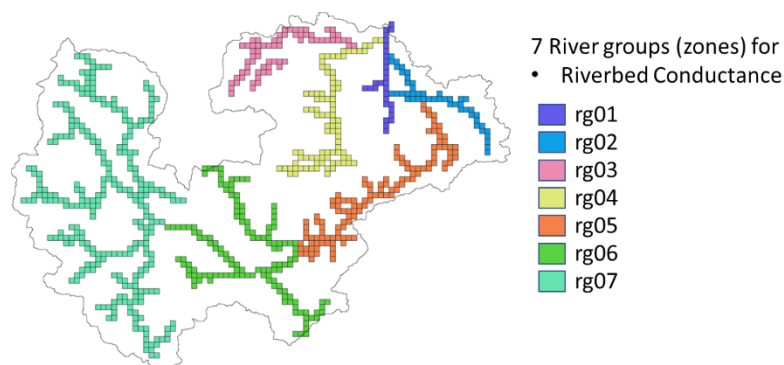 7 River groups (zones) for
• Riverbed Conductance
rg01
rg02
rg03
rg04
rg05
rg06
rg07